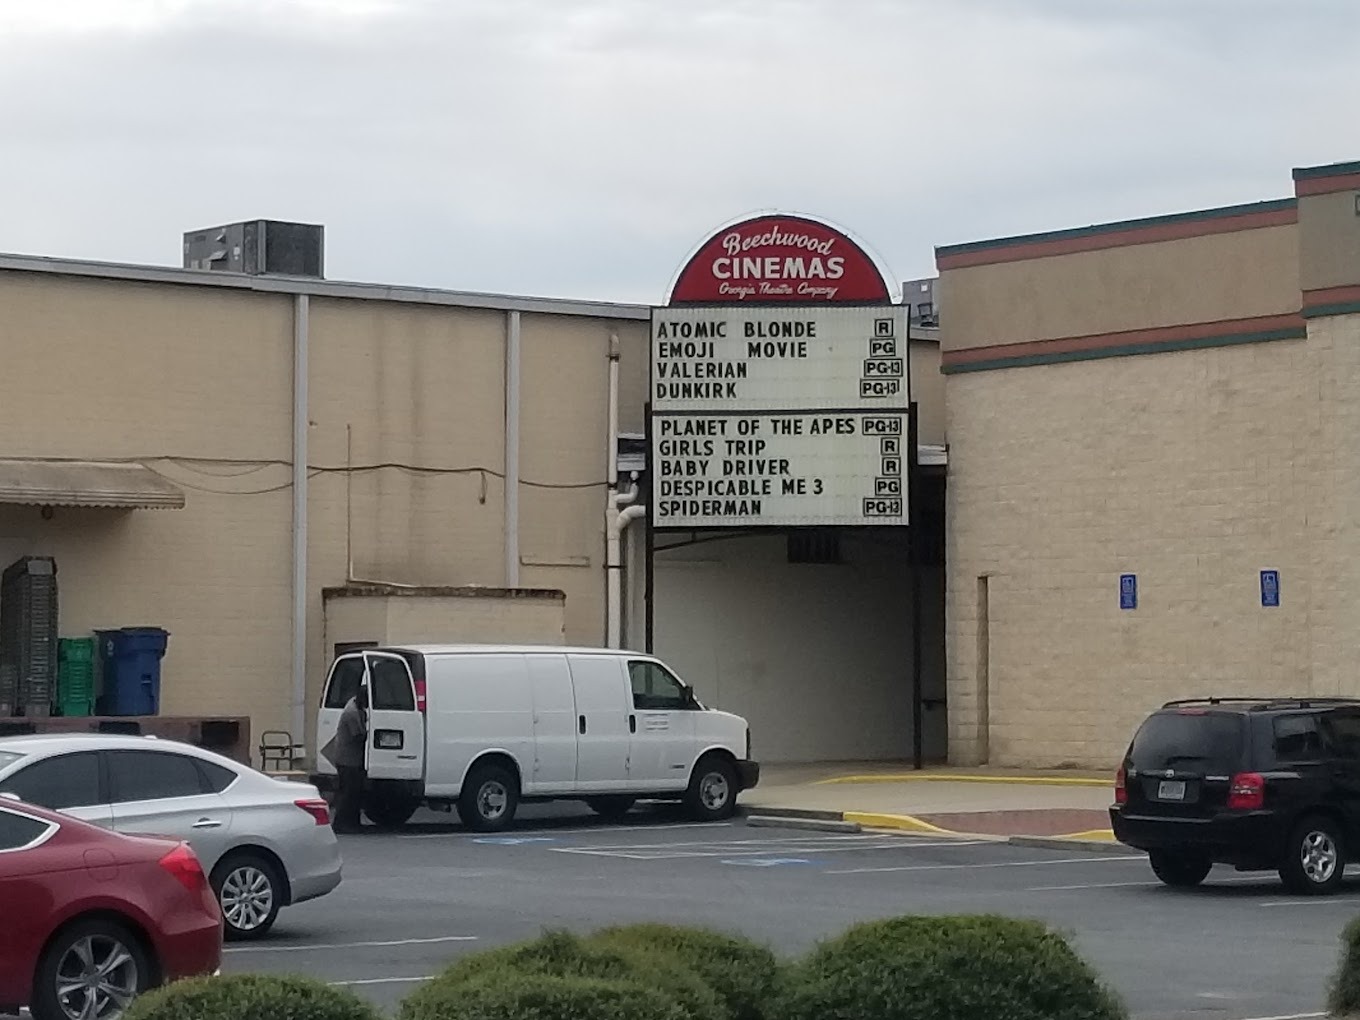 Beechwood
CINEMAS
Georgia Theatre Company
ATOMIC BLONDE R
EMOJI MOVIE PG
VALERIAN PG-13
DUNKIRK PG-13
PLANET OF THE APES PG-13
GIRLS TRIP R
BABY DRIVER R
DESPICABLE ME 3 PG
SPIDERMAN PG-13